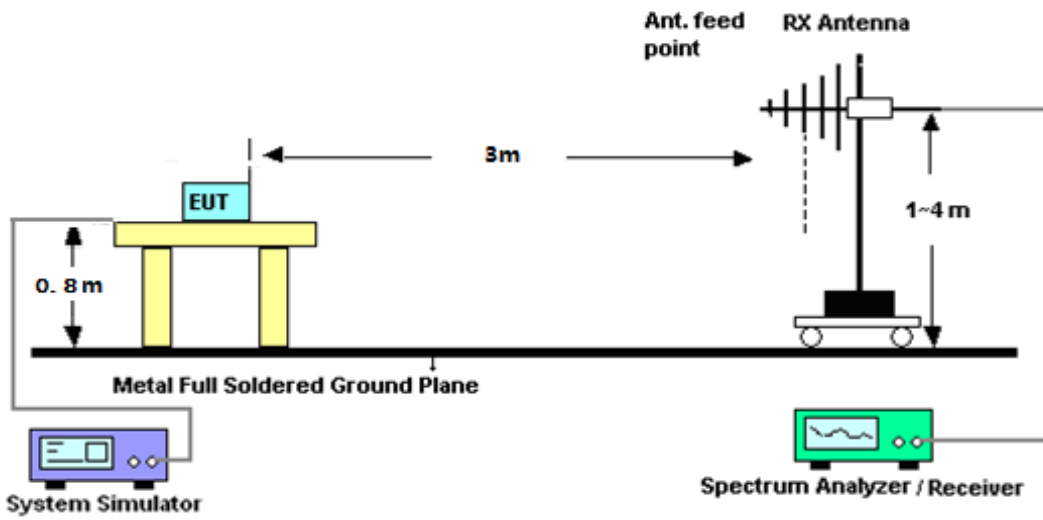 Ant. feed
point
RX Antenna
3m
EUT
1~4 m
0. 8 m
Metal Full Soldered Ground Plane
System Simulator
Spectrum Analyzer / Receiver